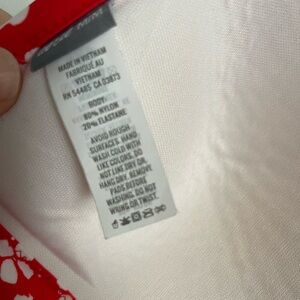 MADE IN VIETNAM
FABRIQUÉ AU
VIETNAM
RN 54485 CA 03873
BODY:
80% NYLON
20% ELASTANE
AVOID ROUGH
SURFACES. HAND
WASH COLD WITH
LIKE COLORS. DO
NOT LINE DRY OR
HANG DRY. REMOVE
PADS BEFORE
WASHING. DO NOT
WRING OR TWIST.